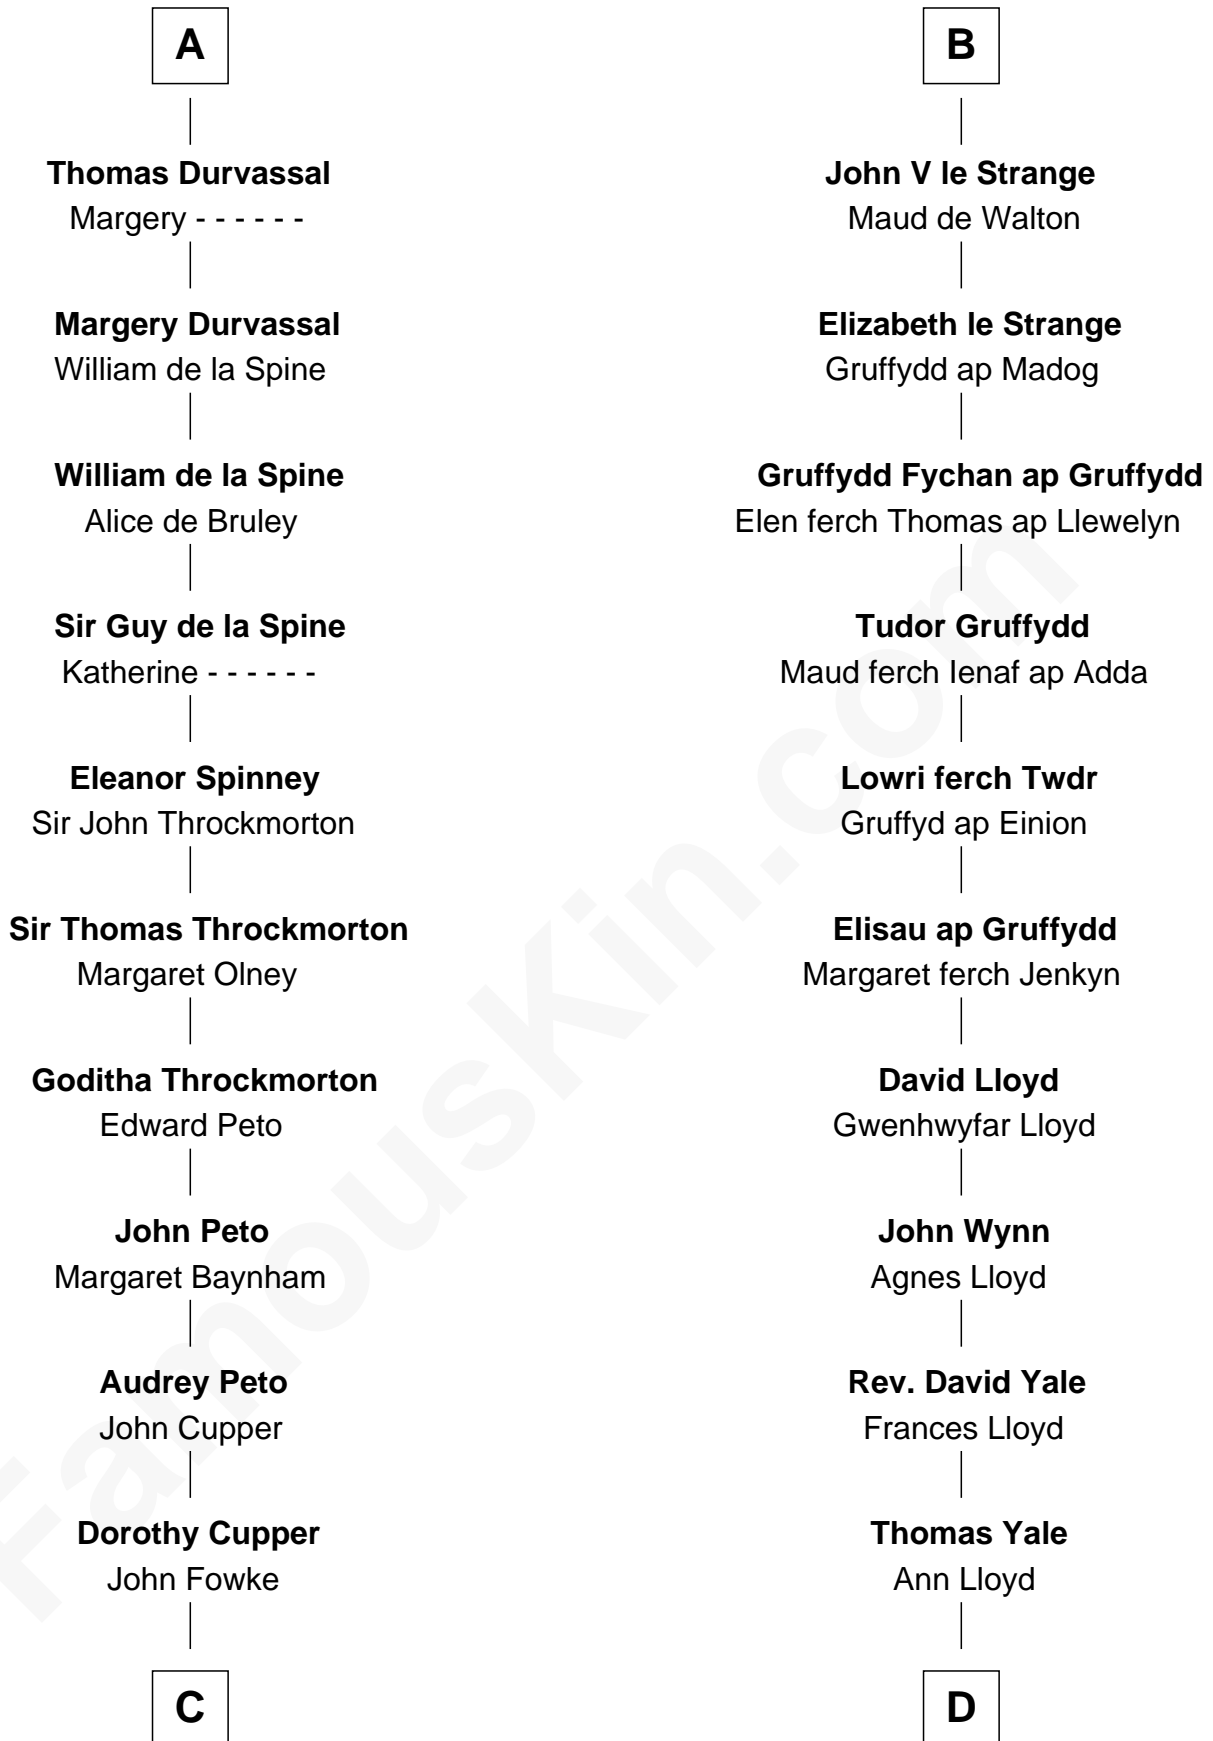 A
Thomas Durvassal
Margery - - - - - -
Margery Durvassal
William de la Spine
William de la Spine
Alice de Bruley
Sir Guy de la Spine
Katherine - - - - - -
Eleanor Spinney
Sir John Throckmorton
Sir Thomas Throckmorton
Margaret Olney
Goditha Throckmorton
Edward Peto
John Peto
Margaret Baynham
Audrey Peto
John Cupper
Dorothy Cupper
John Fowke
C
B
John V le Strange
Maud de Walton
Elizabeth le Strange
Gruffydd ap Madog
Gruffydd Fychan ap Gruffydd
Elen ferch Thomas ap Llewelyn
Tudor Gruffydd
Maud ferch Ienaf ap Adda
Lowri ferch Twdr
Gruffyd ap Einion
Elisau ap Gruffydd
Margaret ferch Jenkyn
David Lloyd
Gwenhwyfar Lloyd
John Wynn
Agnes Lloyd
Rev. David Yale
Frances Lloyd
Thomas Yale
Ann Lloyd
D
FamousKin.com